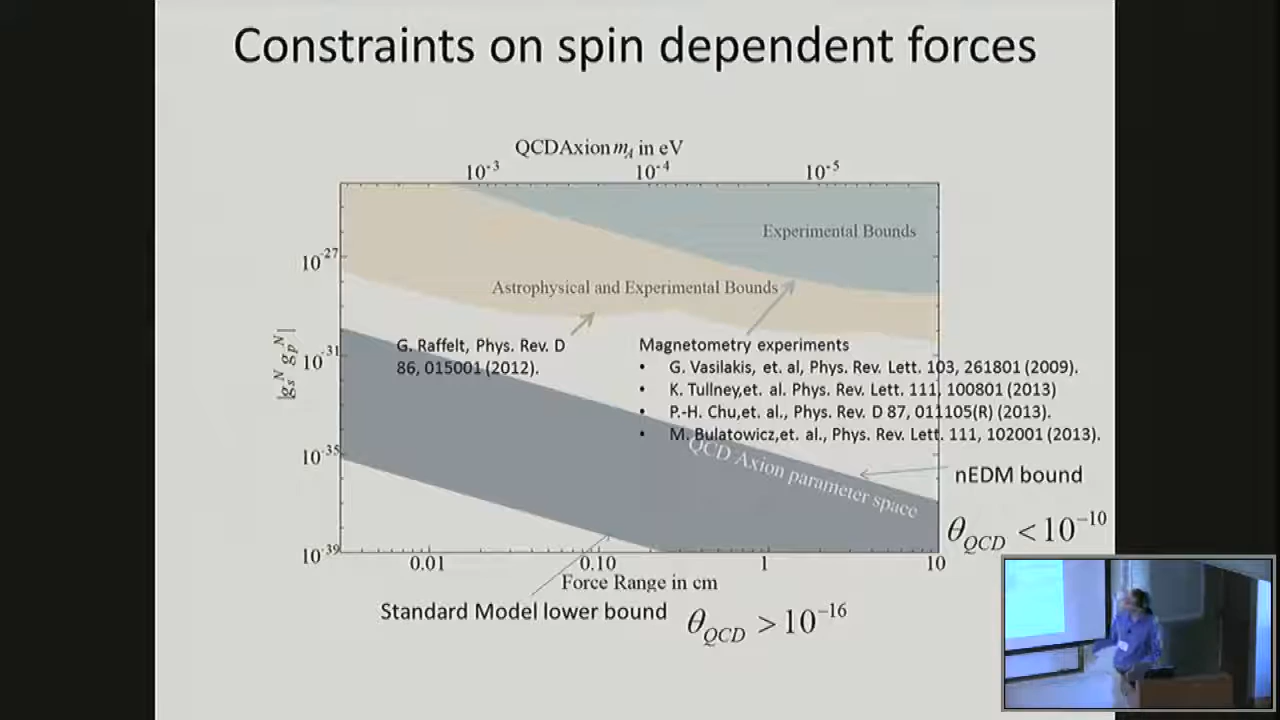 Constraints on spin dependent forces
QCD Axion m_A in eV
10^-3 10^-4 10^-5
Experimental Bounds
10^-27
Astrophysical and Experimental Bounds
G. Raffelt, Phys. Rev. D
86, 015001 (2012).
Magnetometry experiments
• G. Vasilakis, et. al, Phys. Rev. Lett. 103, 261801 (2009).
• K. Tullney,et. al. Phys. Rev. Lett. 111, 100801 (2013)
• P.-H. Chu,et. al., Phys. Rev. D 87, 011105(R) (2013).
• M. Bulatowicz,et. al., Phys. Rev. Lett. 111, 102001 (2013).
10^-31
|g_s^N g_p^N|
10^-35
QCD Axion parameter space
nEDM bound
θ_QCD < 10^-10
10^-39
0.01 0.10 1 10
Force Range in cm
Standard Model lower bound
θ_QCD > 10^-16